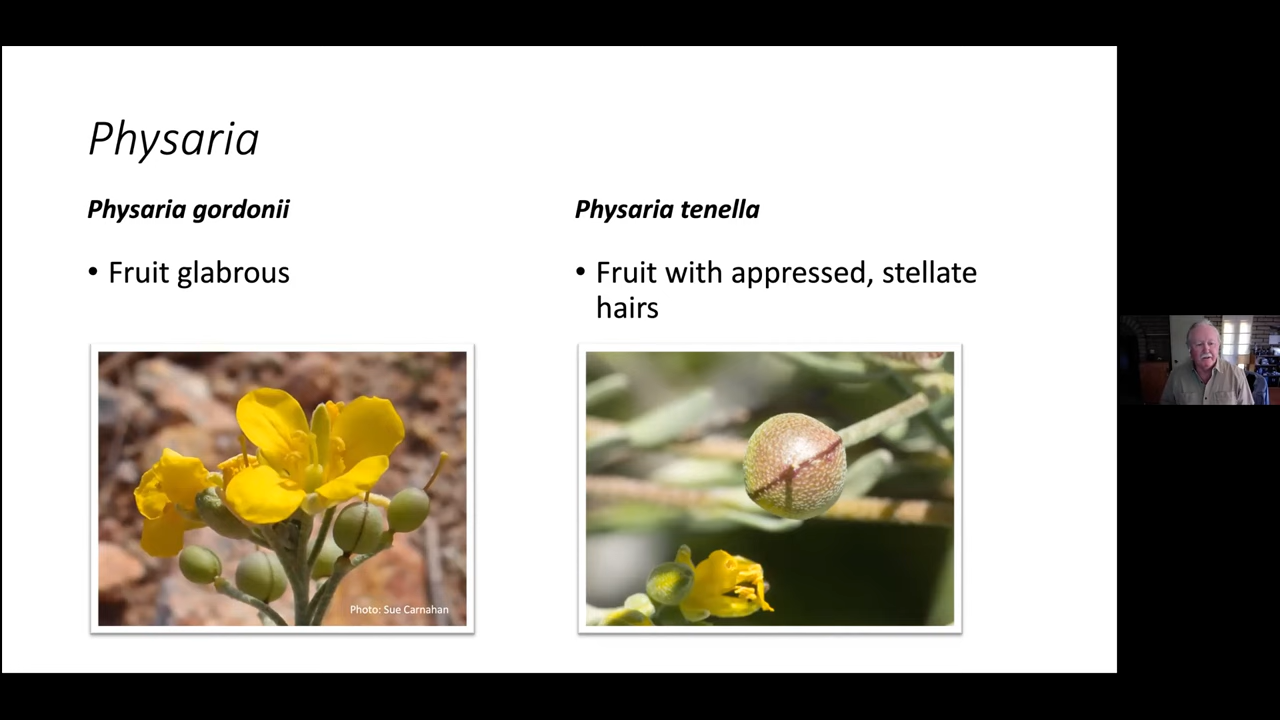 Physaria
Physaria gordonii
• Fruit glabrous
Physaria tenella
• Fruit with appressed, stellate
hairs
Photo: Sue Carnahan